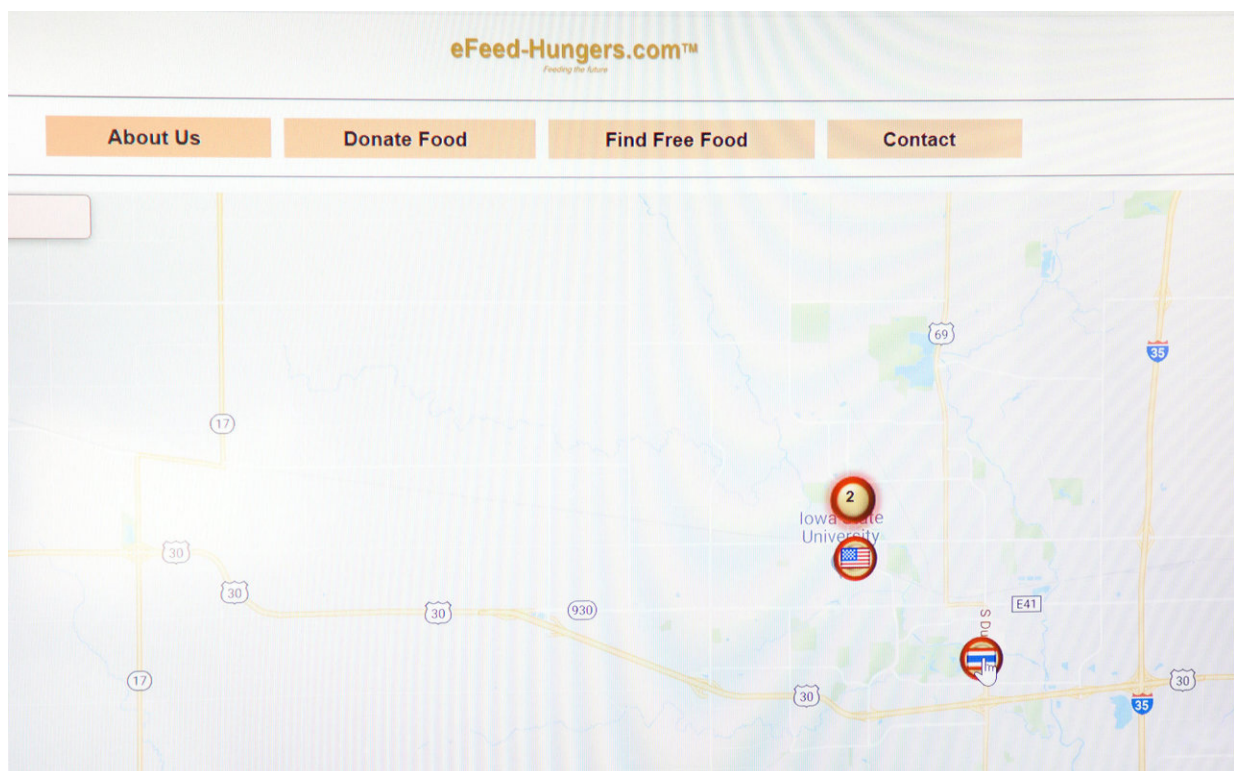 eFeed-Hungers.com™
Feeding the future
About Us
Donate Food
Find Free Food
Contact
69
35
17
2
Iowa State
University
30
30
30
930
E41
S Du
17
30
30
35